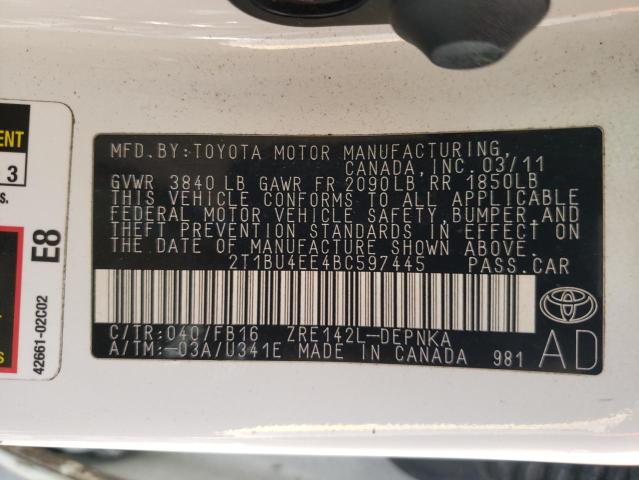 ENT
3
s.
E8
42661-02C02
MFD. BY: TOYOTA MOTOR MANUFACTURING,
CANADA, INC. 03/11
GVWR 3840 LB GAWR FR 2090LB RR 1850LB
THIS VEHICLE CONFORMS TO ALL APPLICABLE
FEDERAL MOTOR VEHICLE SAFETY, BUMPER, AND
THEFT PREVENTION STANDARDS IN EFFECT ON
THE DATE OF MANUFACTURE SHOWN ABOVE.
2T1BU4EE4BC597445 PASS.CAR
C/TR: 040/FB16 ZRE142L-DEPNKA
A/TM: -03A/U341E MADE IN CANADA 981
AD
TOYOTA